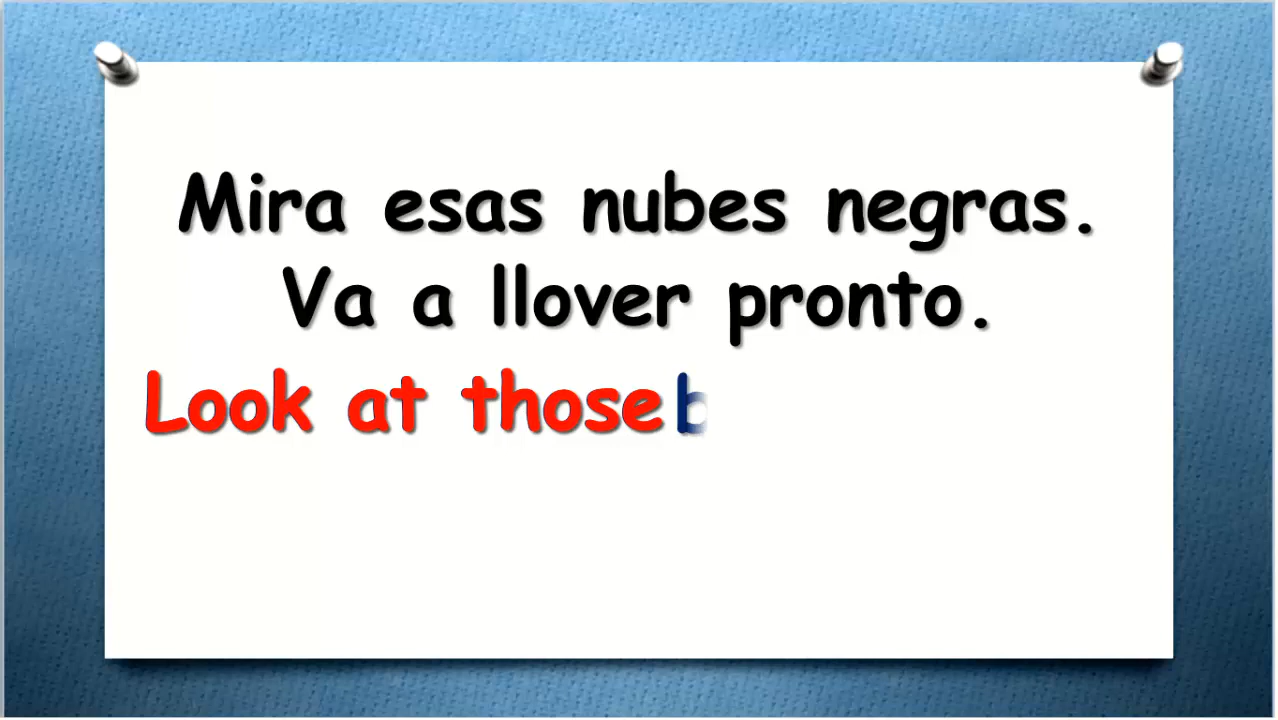 Mira esas nubes negras.
Va a llover pronto.
Look at those